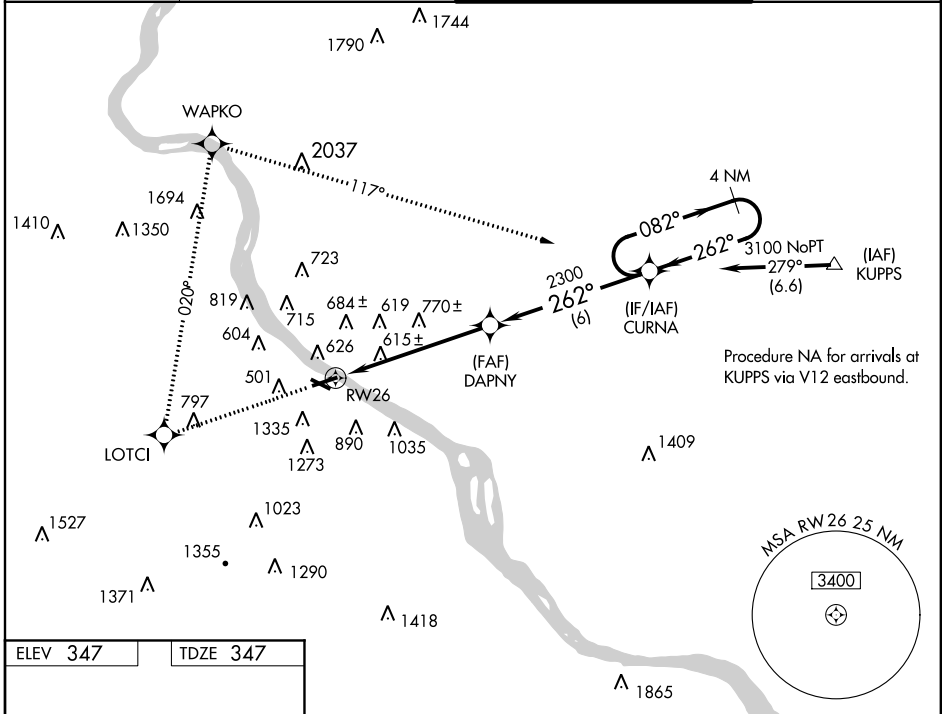 1744
1790
WAPKO
2037
117°
4 NM
1694
1410
1350
082°
262°
3100 NoPT
279°
(6.6)
(IAF)
KUPPS
723
2300
262°
(6)
(IF/IAF)
CURNA
020°
819
715
684 ±
619
770 ±
604
626
615 ±
(FAF)
DAPNY
Procedure NA for arrivals at
KUPPS via V12 eastbound.
501
RW26
797
1335
890
1035
LOTCI
1273
1409
1527
1023
MSA RW26 25 NM
1355
1290
3400
1371
1418
ELEV 347
TDZE 347
1865